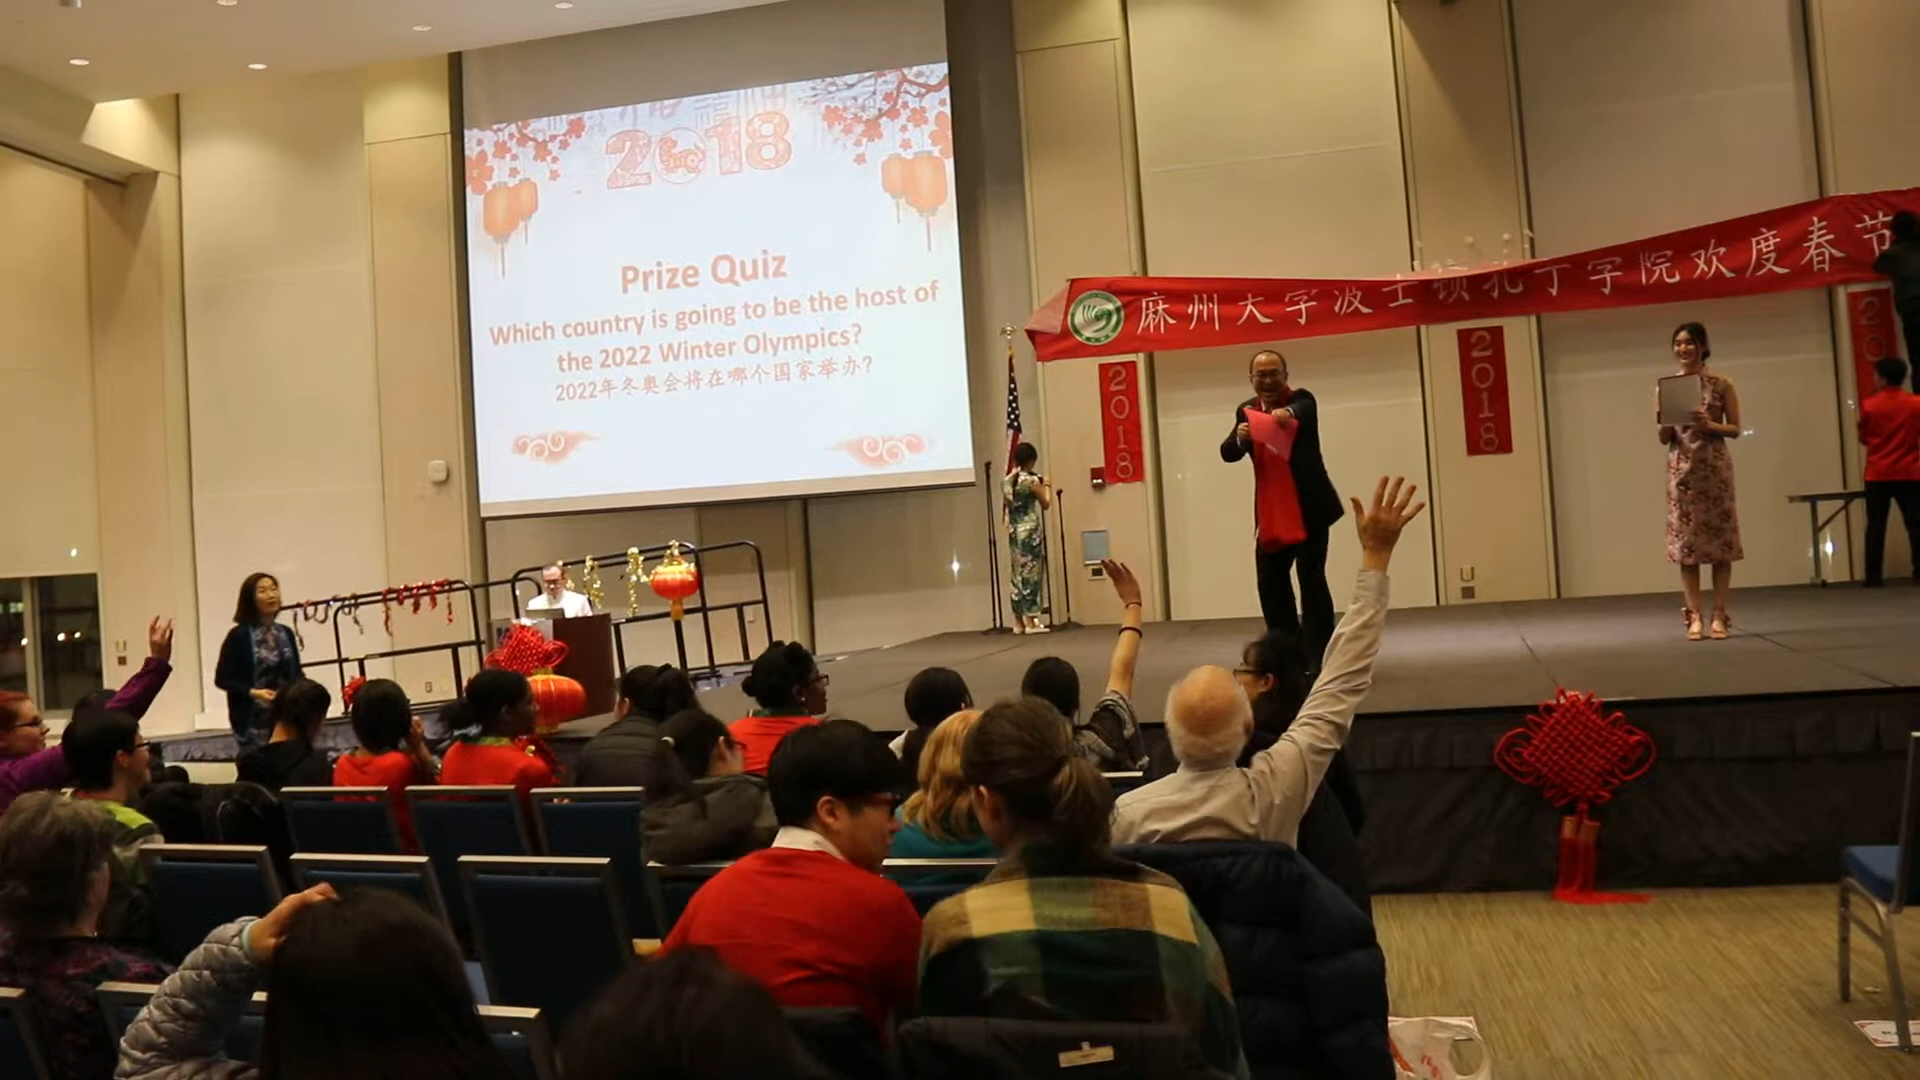 2018
Prize Quiz
Which country is going to be the host of
the 2022 Winter Olympics?
2022年冬奥会将在哪个国家举办?
麻州大学波士顿孔子学院欢度春节
2018
2018